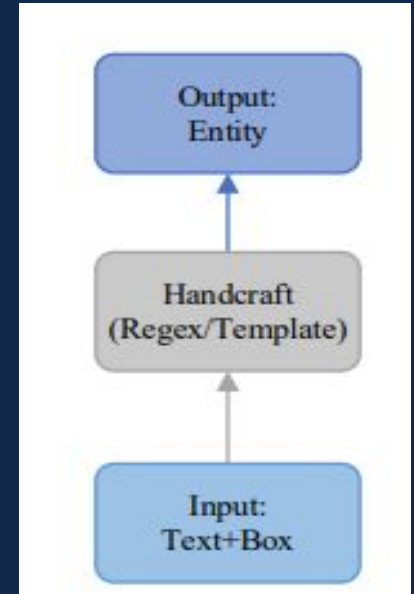 Output:
Entity
Handcraft
(Regex/Template)
Input:
Text+Box